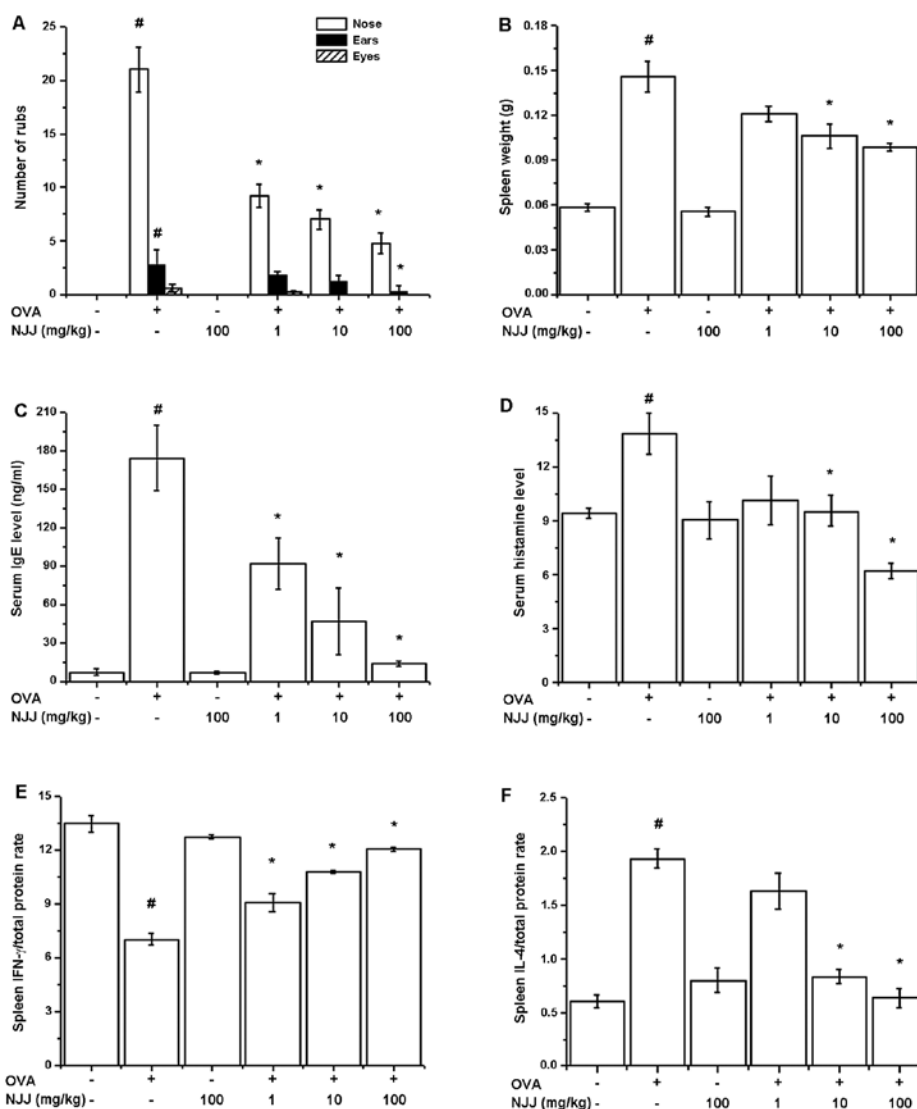 A
#
Nose
Ears
Eyes
25
20
15
10
5
0
Number of rubs
#
*
*
*
*
OVA - + - + + +
NJJ (mg/kg) - - 100 1 10 100
B
#
0.18
0.15
0.12
0.09
0.06
0.03
0.00
Spleen weight (g)
*
*
OVA - + - + + +
NJJ (mg/kg) - - 100 1 10 100
C
#
210
180
150
120
90
60
30
0
Serum IgE level (ng/ml)
*
*
*
OVA - + - + + +
NJJ (mg/kg) - - 100 1 10 100
D
#
15
12
9
6
3
0
Serum histamine level
*
*
OVA - + - + + +
NJJ (mg/kg) - - 100 1 10 100
E
15
12
9
6
3
0
Spleen IFN-γ/total protein rate
#
*
*
*
OVA - + - + + +
NJJ (mg/kg) - - 100 1 10 100
F
#
2.5
2.0
1.5
1.0
0.5
0.0
Spleen IL-4/total protein rate
*
*
OVA - + - + + +
NJJ (mg/kg) - - 100 1 10 100